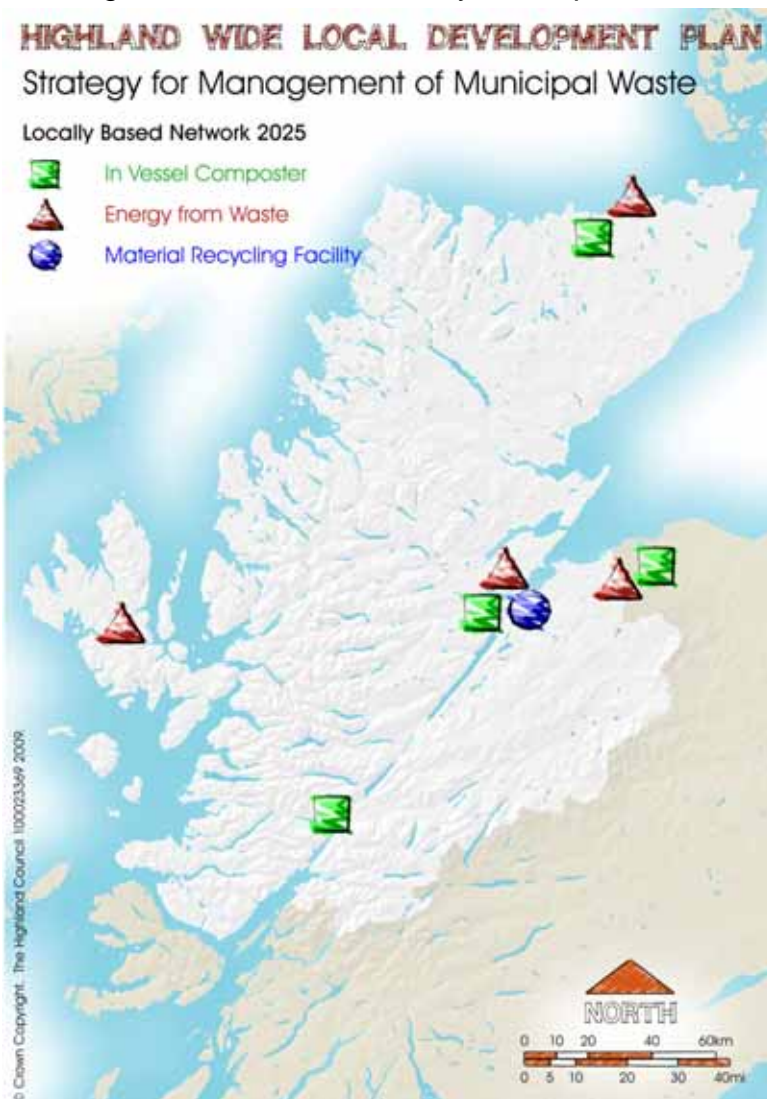 HIGHLAND WIDE LOCAL DEVELOPMENT PLAN
Strategy for Management of Municipal Waste
Locally Based Network 2025
In Vessel Composter
Energy from Waste
Material Recycling Facility
© Crown Copyright. The Highland Council 100023369 2009.
NORTH
0 10 20 40 60km
0 5 10 20 30 40mi